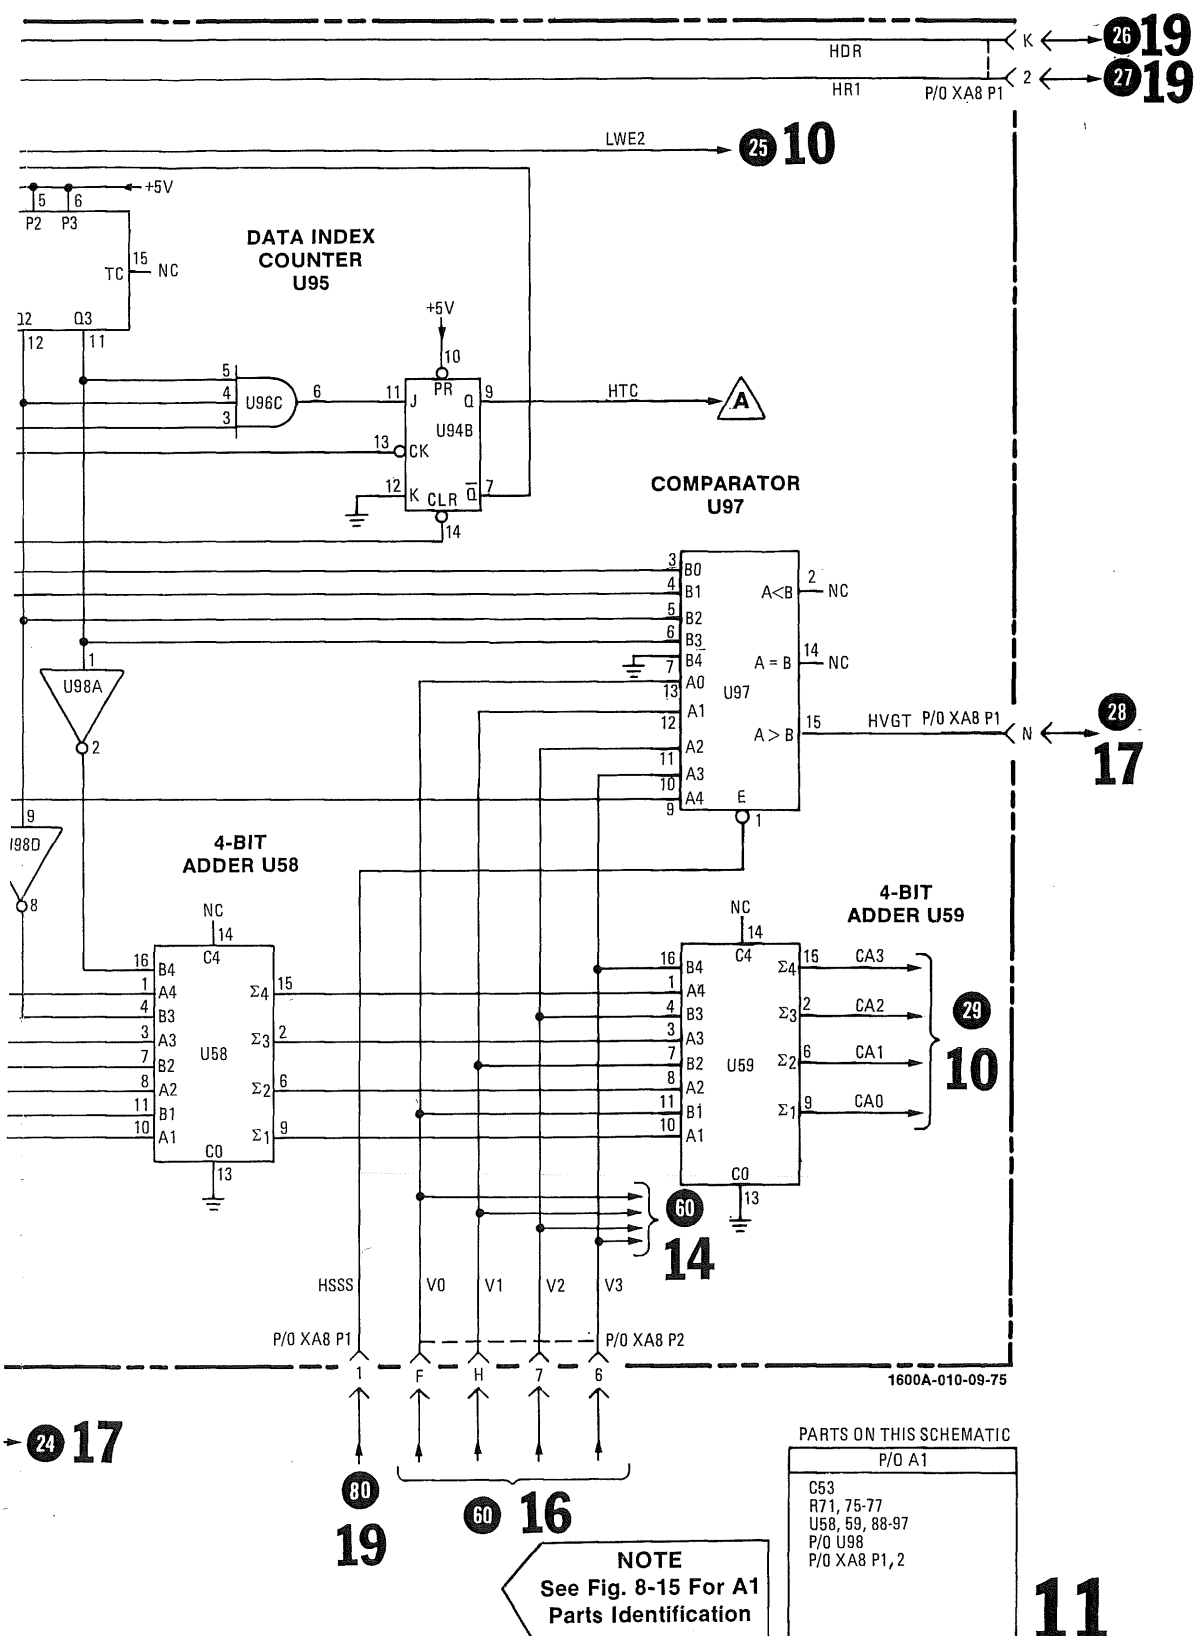 HDR
K
26 19
HR1
P/O XA8 P1
2
27 19
LWE2
25 10
+5V
5 6
P2 P3
15
TC NC
DATA INDEX
COUNTER
U95
Q3
12 11
+5V
10
PR
5
4
3
U96C
6
11 J
Q 9
HTC
A
U94B
13 CK
12 K
CLR
Q̅ 7
14
COMPARATOR
U97
3 B0
4 B1
5 B2
6 B3
B4
7
A0
13
A1
12
A2
11
A3
10
A4
9
U97
A<B 2 NC
A=B 14 NC
A>B 15
HVGT P/O XA8 P1
N
28
17
E
1
1
U98A
2
9
8
4-BIT
ADDER U58
NC
14
C4
16 B4
1 A4
4 B3
3 A3
7 B2
8 A2
11 B1
10 A1
U58
Σ4 15
Σ3 2
Σ2 6
Σ1 9
C0
13
4-BIT
ADDER U59
NC
14
C4
16 B4
1 A4
4 B3
3 A3
7 B2
8 A2
11 B1
10 A1
U59
Σ4 15 CA3
Σ3 2 CA2
Σ2 6 CA1
Σ1 9 CA0
29
10
C0
13
60
14
HSSS V0 V1 V2 V3
P/O XA8 P1
P/O XA8 P2
1 F H 7 6
1600A-010-09-75
24 17
80
19
60 16
PARTS ON THIS SCHEMATIC
P/O A1
C53
R71, 75-77
U58, 59, 88-97
P/O U98
P/O XA8 P1, 2
NOTE
See Fig. 8-15 For A1
Parts Identification
11